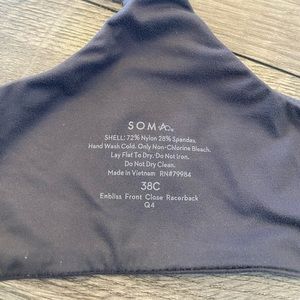 SOMA
SHELL: 72% Nylon 28% Spandex.
Hand Wash Cold. Only Non-Chlorine Bleach.
Lay Flat To Dry. Do Not Iron.
Do Not Dry Clean.
Made in Vietnam RN#79984
38C
Enbliss Front Close Racerback
Q4